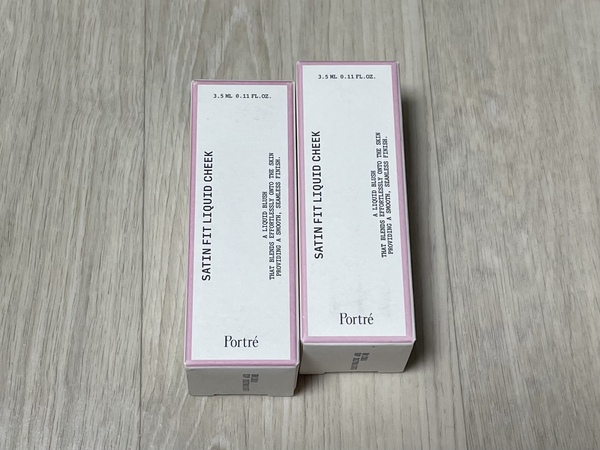 3.5 ML 0.11 FL.OZ.
SATIN FIT LIQUID CHEEK
A LIQUID BLUSH
THAT BLENDS EFFORTLESSLY ONTO THE SKIN
PROVIDING A SMOOTH, SEAMLESS FINISH.
Portré
3.5 ML 0.11 FL.OZ.
SATIN FIT LIQUID CHEEK
A LIQUID BLUSH
THAT BLENDS EFFORTLESSLY ONTO THE SKIN
PROVIDING A SMOOTH, SEAMLESS FINISH.
Portré